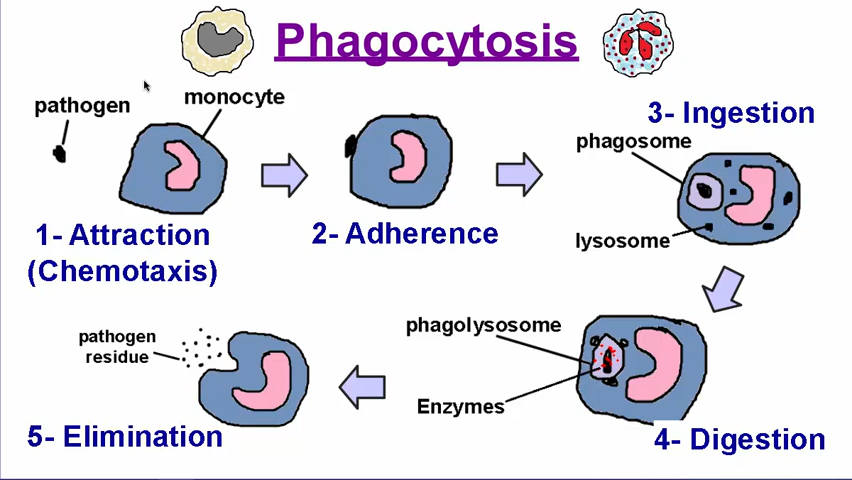 Phagocytosis
pathogen
monocyte
1- Attraction
(Chemotaxis)
2- Adherence
3- Ingestion
phagosome
lysosome
phagolysosome
Enzymes
4- Digestion
pathogen
residue
5- Elimination